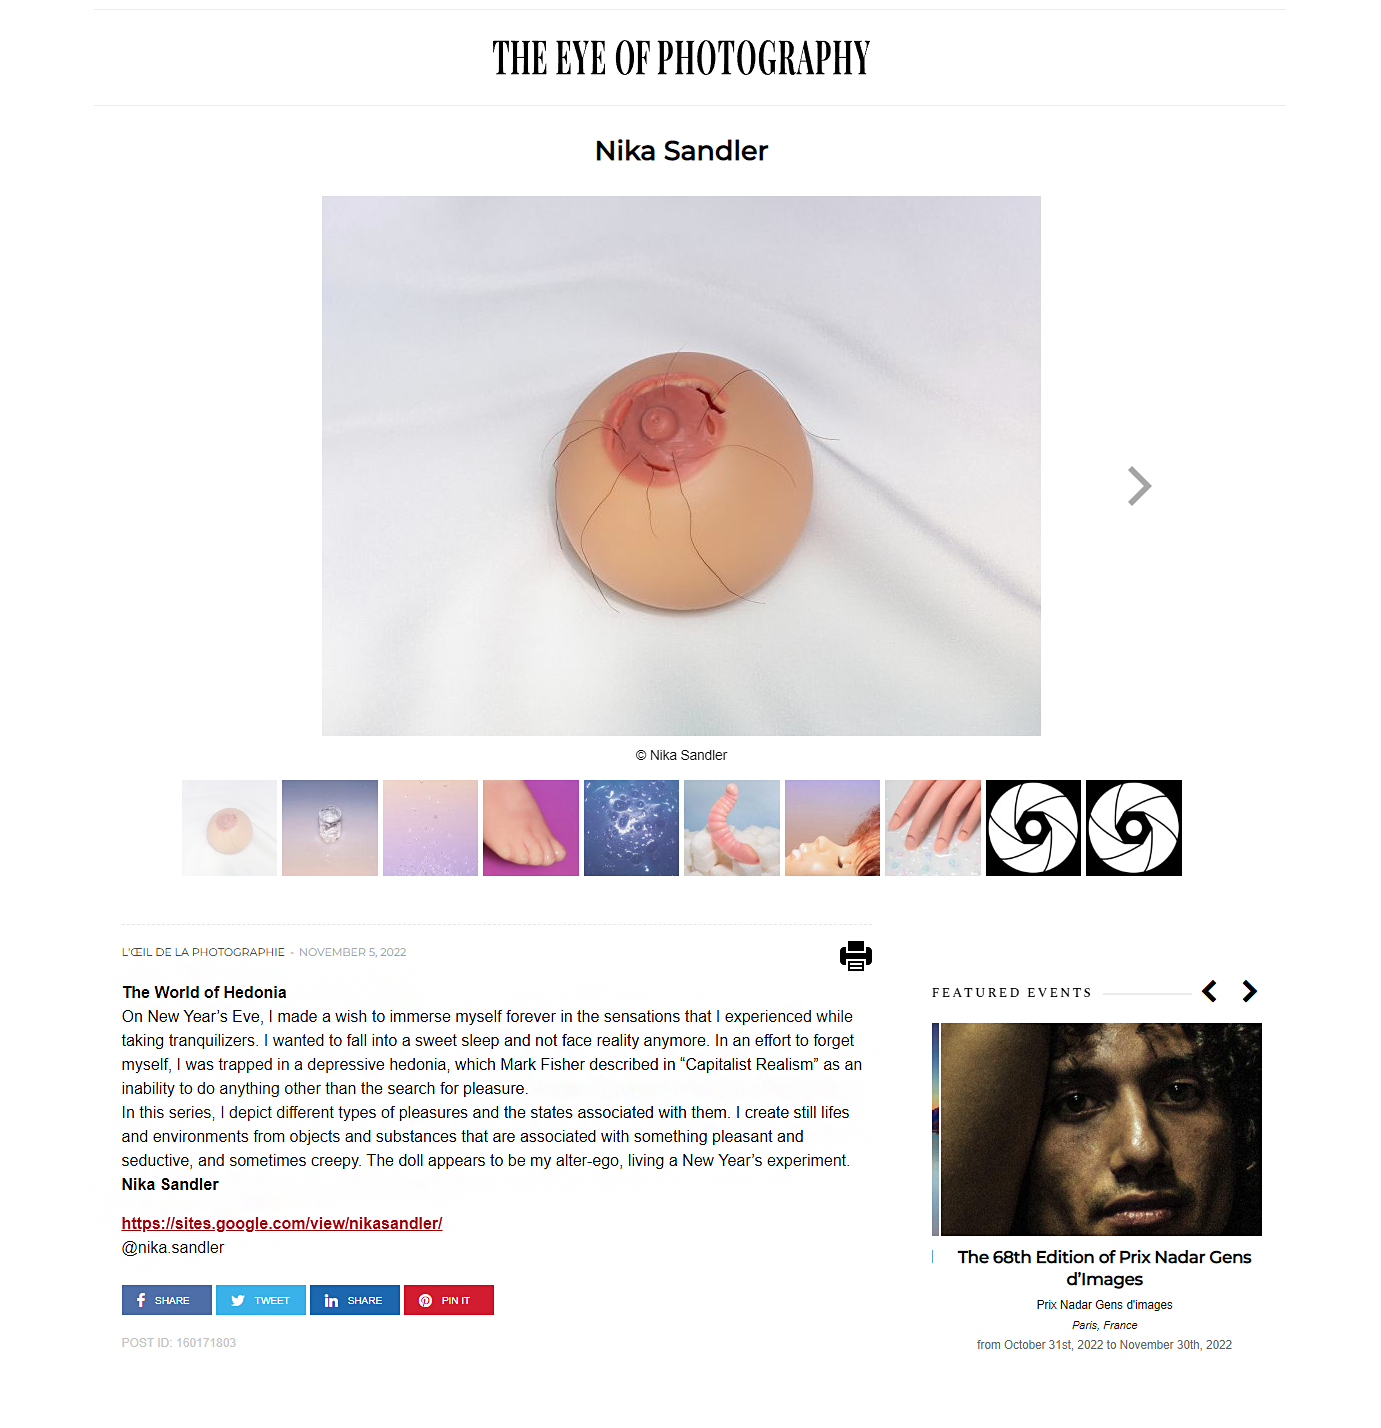 THE EYE OF PHOTOGRAPHY
Nika Sandler
© Nika Sandler
L'ŒIL DE LA PHOTOGRAPHIE - NOVEMBER 5, 2022
The World of Hedonia
On New Year’s Eve, I made a wish to immerse myself forever in the sensations that I experienced while
taking tranquilizers. I wanted to fall into a sweet sleep and not face reality anymore. In an effort to forget
myself, I was trapped in a depressive hedonia, which Mark Fisher described in “Capitalist Realism” as an
inability to do anything other than the search for pleasure.
In this series, I depict different types of pleasures and the states associated with them. I create still lifes
and environments from objects and substances that are associated with something pleasant and
seductive, and sometimes creepy. The doll appears to be my alter-ego, living a New Year’s experiment.
Nika Sandler
https://sites.google.com/view/nikasandler/
@nika.sandler
SHARE
TWEET
SHARE
PIN IT
POST ID: 160171803
FEATURED EVENTS
The 68th Edition of Prix Nadar Gens
d’Images
Prix Nadar Gens d'images
Paris, France
from October 31st, 2022 to November 30th, 2022